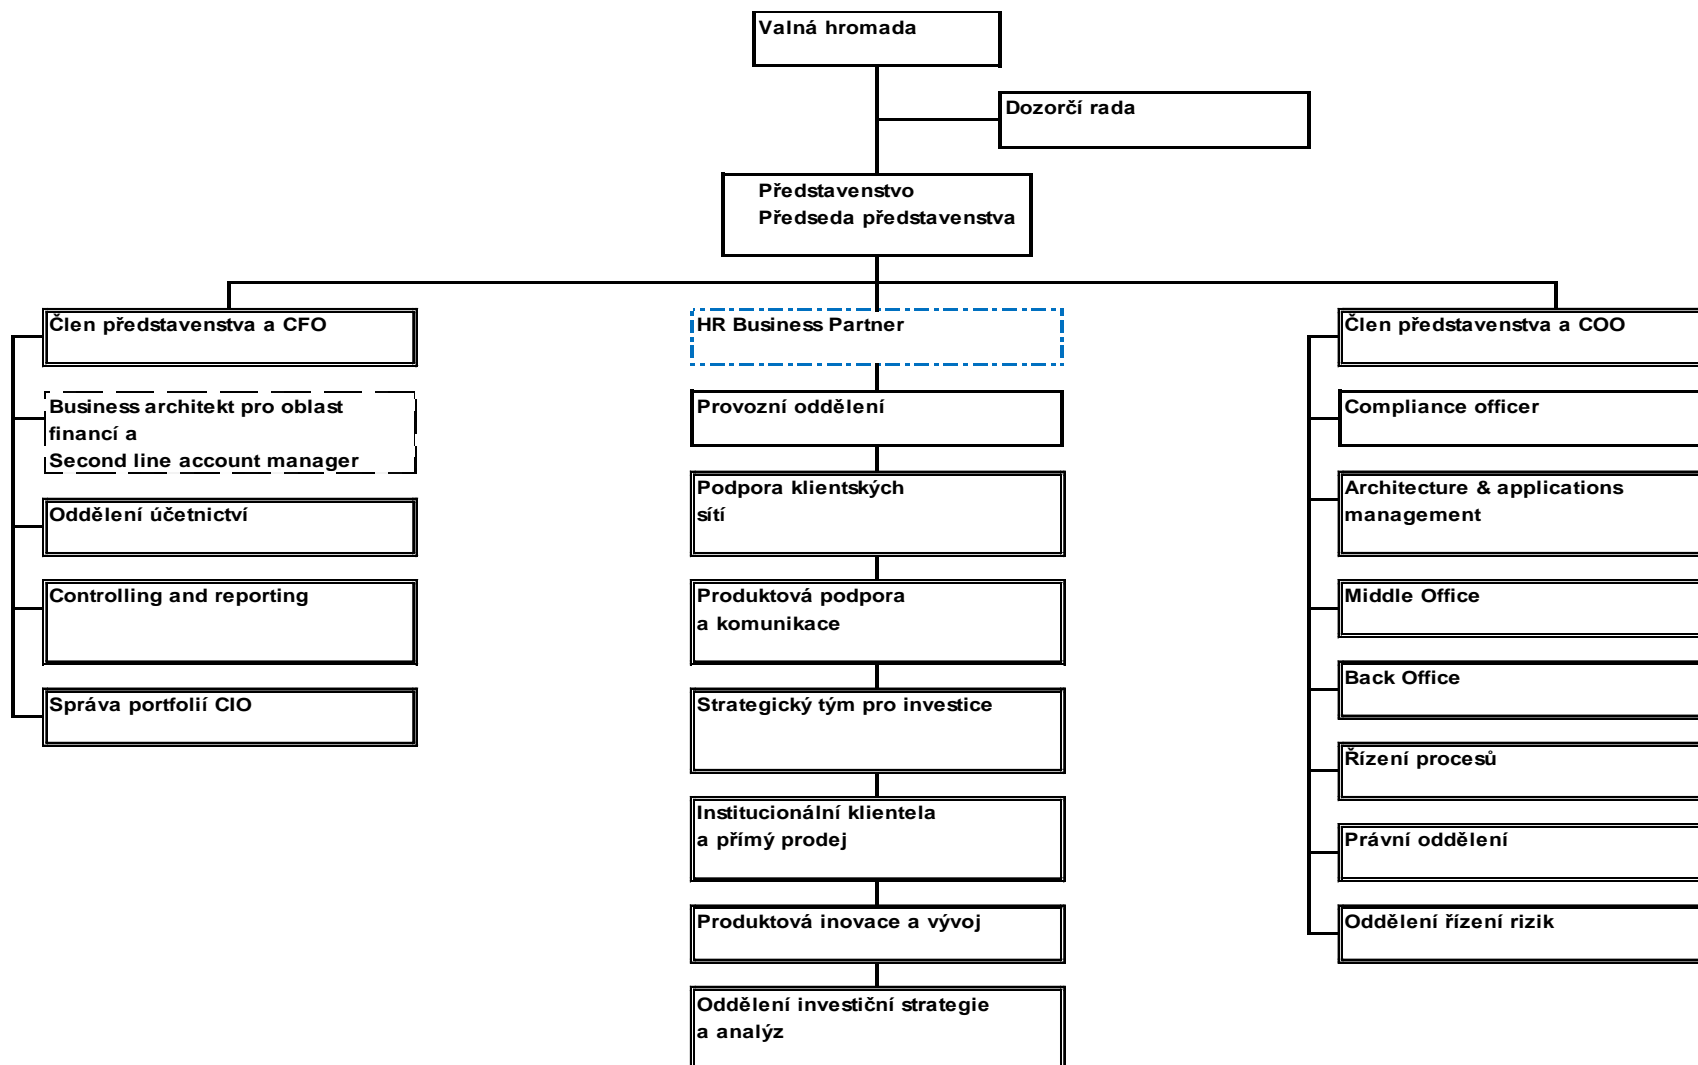 Valná hromada
Dozorčí rada
Představenstvo
Předseda představenstva
Člen představenstva a CFO
Business architekt pro oblast
financí a
Second line account manager
Oddělení účetnictví
Controlling and reporting
Správa portfolií CIO
HR Business Partner
Provozní oddělení
Podpora klientských
sítí
Produktová podpora
a komunikace
Strategický tým pro investice
Institucionální klientela
a přímý prodej
Produktová inovace a vývoj
Oddělení investiční strategie
a analýz
Člen představenstva a COO
Compliance officer
Architecture & applications
management
Middle Office
Back Office
Řízení procesů
Právní oddělení
Oddělení řízení rizik